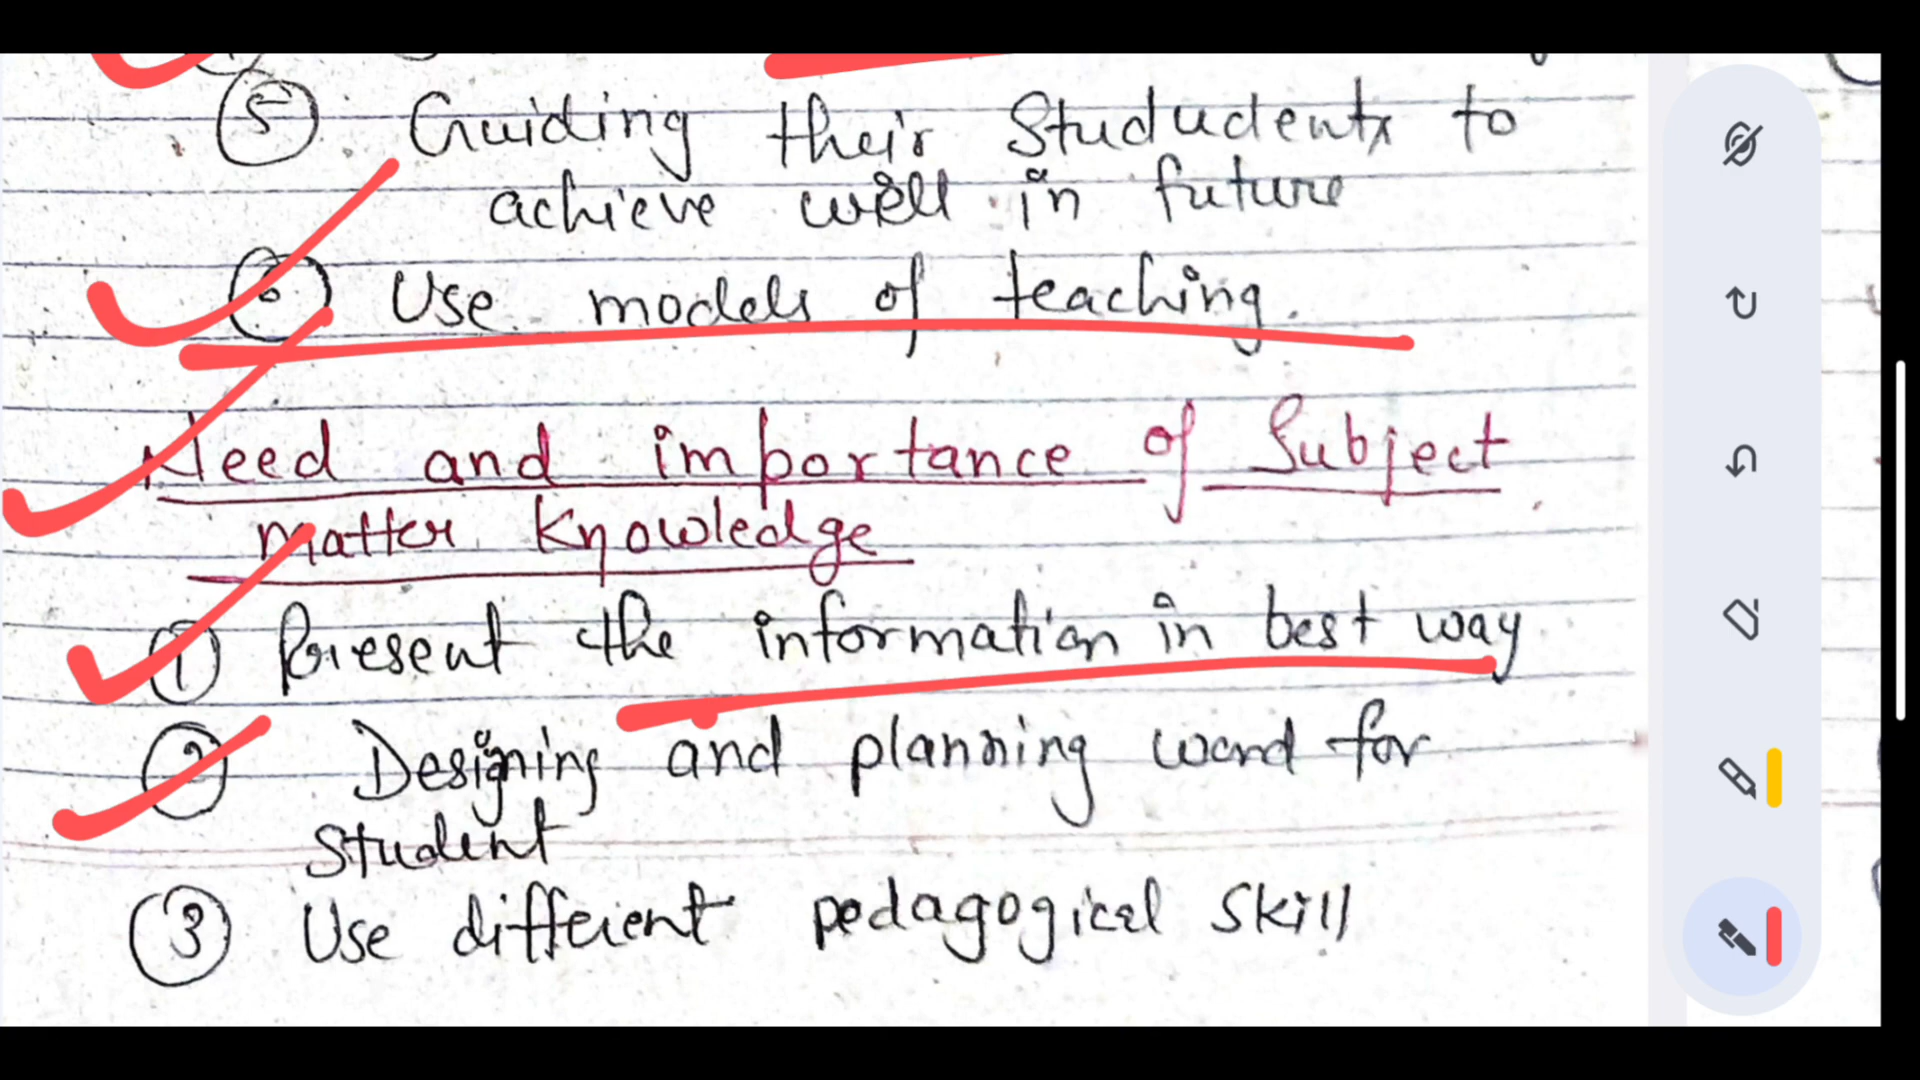 ⑤ Guiding their Stududents to
achieve well in future
⑥ Use models of teaching.
Need and importance of Subject
matter Knowledge
① Present the information in best way
② Designing and planning word for
Student
③ Use different pedagogical skill